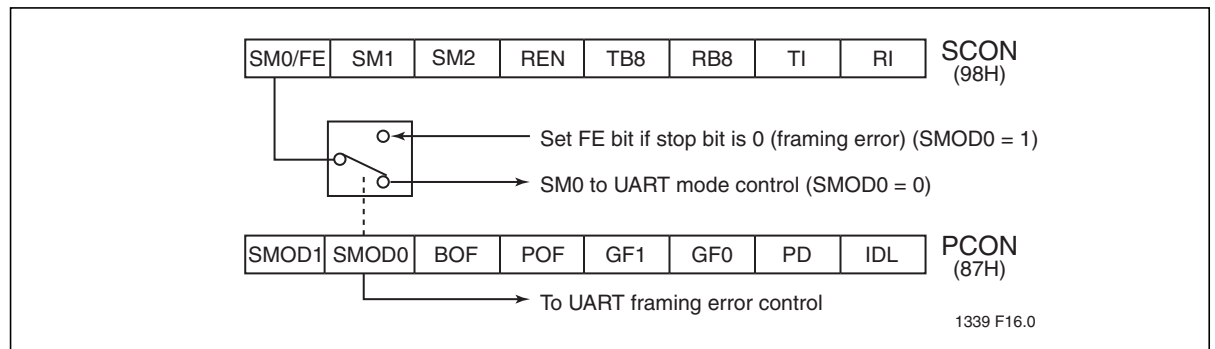 SM0/FE SM1 SM2 REN TB8 RB8 TI RI SCON
(98H)
Set FE bit if stop bit is 0 (framing error) (SMOD0 = 1)
SM0 to UART mode control (SMOD0 = 0)
SMOD1 SMOD0 BOF POF GF1 GF0 PD IDL PCON
(87H)
To UART framing error control
1339 F16.0